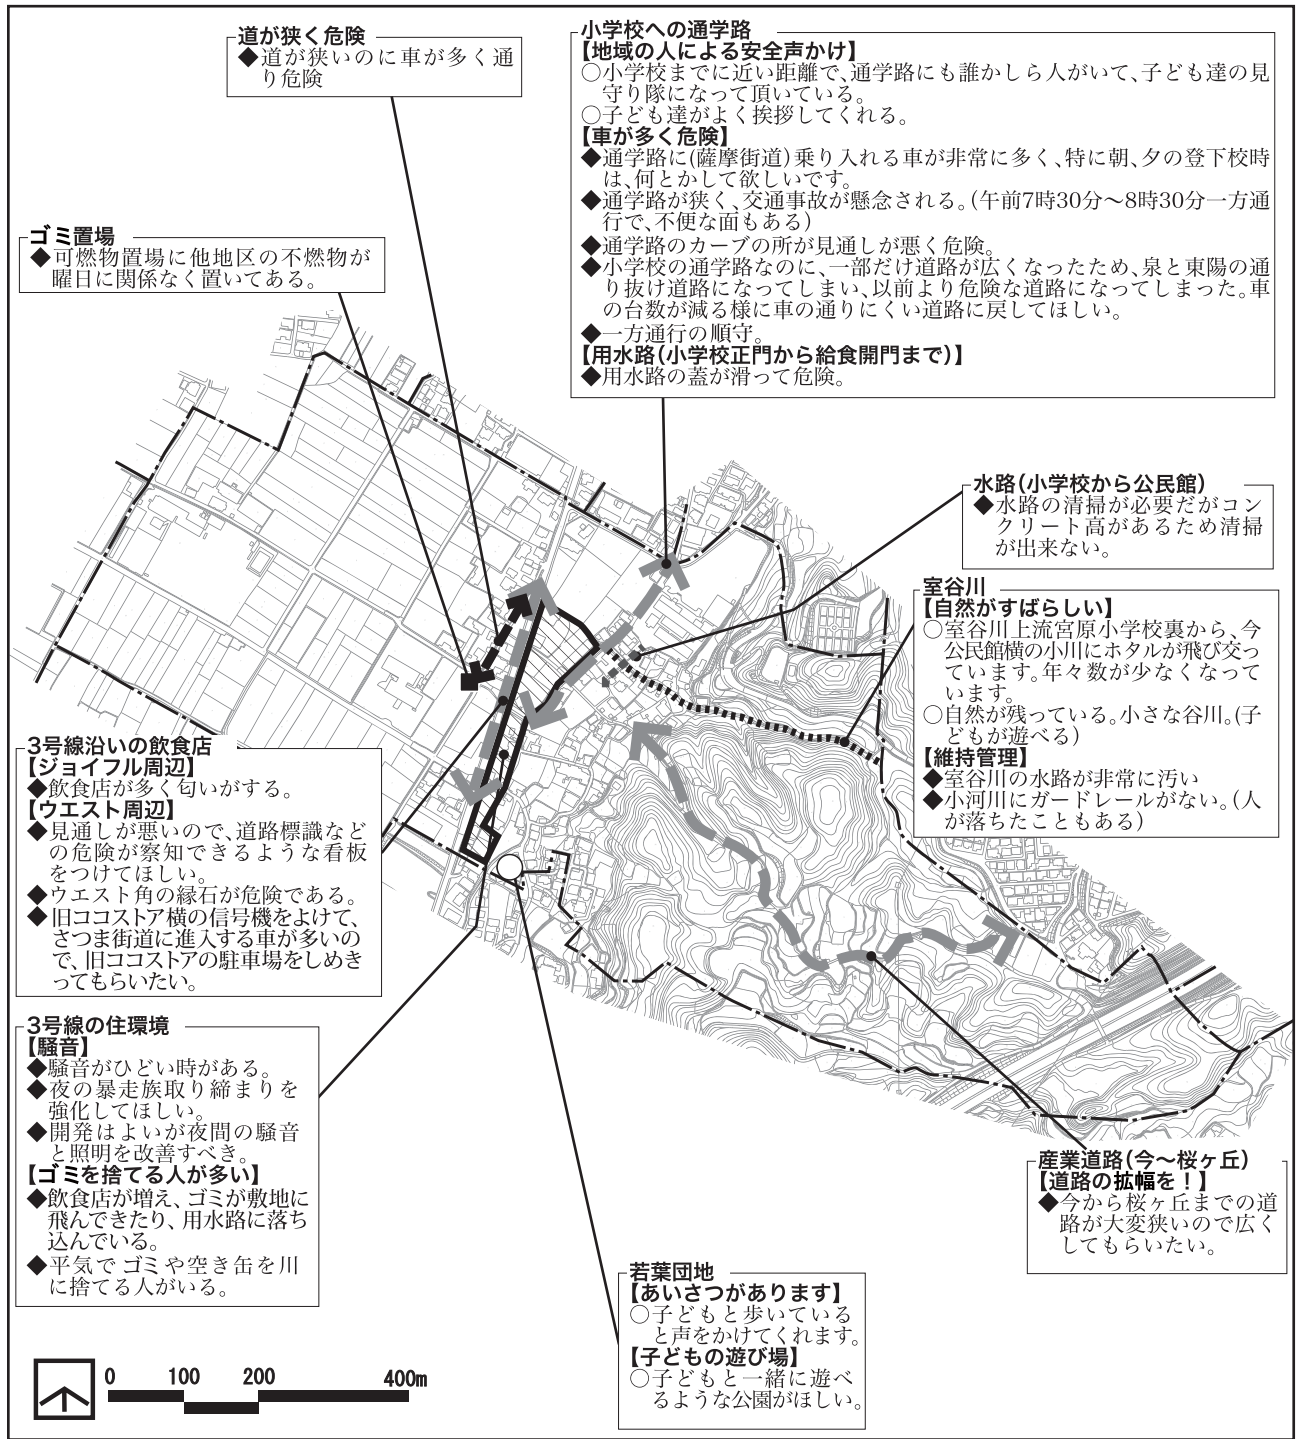 道が狭く危険
◆道が狭いのに車が多く通
り危険
小学校への通学路
【地域の人による安全声かけ】
○小学校までに近い距離で、通学路にも誰かしら人がいて、子ども達の見
守り隊になって頂いている。
○子ども達がよく挨拶してくれる。
【車が多く危険】
◆通学路に(薩摩街道)乗り入れる車が非常に多く、特に朝、夕の登下校時
は、何とかして欲しいです。
◆通学路が狭く、交通事故が懸念される。(午前7時30分～8時30分一方通
行で、不便な面もある)
◆通学路のカーブの所が見通しが悪く危険。
◆小学校の通学路なのに、一部だけ道路が広くなったため、泉と東陽の通
り抜け道路になってしまい、以前より危険な道路になってしまった。車
の台数が減る様に車の通りにくい道路に戻してほしい。
◆一方通行の順守。
【用水路(小学校正門から給食開門まで)】
◆用水路の蓋が滑って危険。
ゴミ置場
◆可燃物置場に他地区の不燃物が
曜日に関係なく置いてある。
水路(小学校から公民館)
◆水路の清掃が必要だがコン
クリート高があるため清掃
が出来ない。
室谷川
【自然がすばらしい】
○室谷川上流宮原小学校裏から、今
公民館横の小川にホタルが飛び交っ
ています。年々数が少なくなって
います。
○自然が残っている。小さな谷川。(子
どもが遊べる)
【維持管理】
◆室谷川の水路が非常に汚い
◆小河川にガードレールがない。(人
が落ちたこともある)
3号線沿いの飲食店
【ジョイフル周辺】
◆飲食店が多く匂いがする。
【ウエスト周辺】
◆見通しが悪いので、道路標識など
の危険が察知できるような看板
をつけてほしい。
◆ウエスト角の縁石が危険である。
◆旧ココストア横の信号機をよけて、
さつま街道に進入する車が多いの
で、旧ココストアの駐車場をしめき
ってもらいたい。
3号線の住環境
【騒音】
◆騒音がひどい時がある。
◆夜の暴走族取り締まりを
強化してほしい。
◆開発はよいが夜間の騒音
と照明を改善すべき。
【ゴミを捨てる人が多い】
◆飲食店が増え、ゴミが敷地に
飛んできたり、用水路に落ち
込んでいる。
◆平気でゴミや空き缶を川
に捨てる人がいる。
産業道路(今～桜ヶ丘)
【道路の拡幅を！】
◆今から桜ヶ丘までの道
路が大変狭いので広く
してもらいたい。
若葉団地
【あいさつがあります】
○子どもと歩いている
と声をかけてくれます。
【子どもの遊び場】
○子どもと一緒に遊べ
るような公園がほしい。
0 100 200 400m